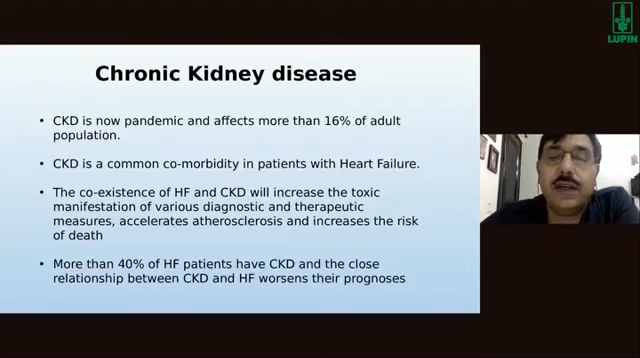 LUPIN
Chronic Kidney disease
• CKD is now pandemic and affects more than 16% of adult
population.
• CKD is a common co-morbidity in patients with Heart Failure.
• The co-existence of HF and CKD will increase the toxic
manifestation of various diagnostic and therapeutic
measures, accelerates atherosclerosis and increases the risk
of death
• More than 40% of HF patients have CKD and the close
relationship between CKD and HF worsens their prognoses